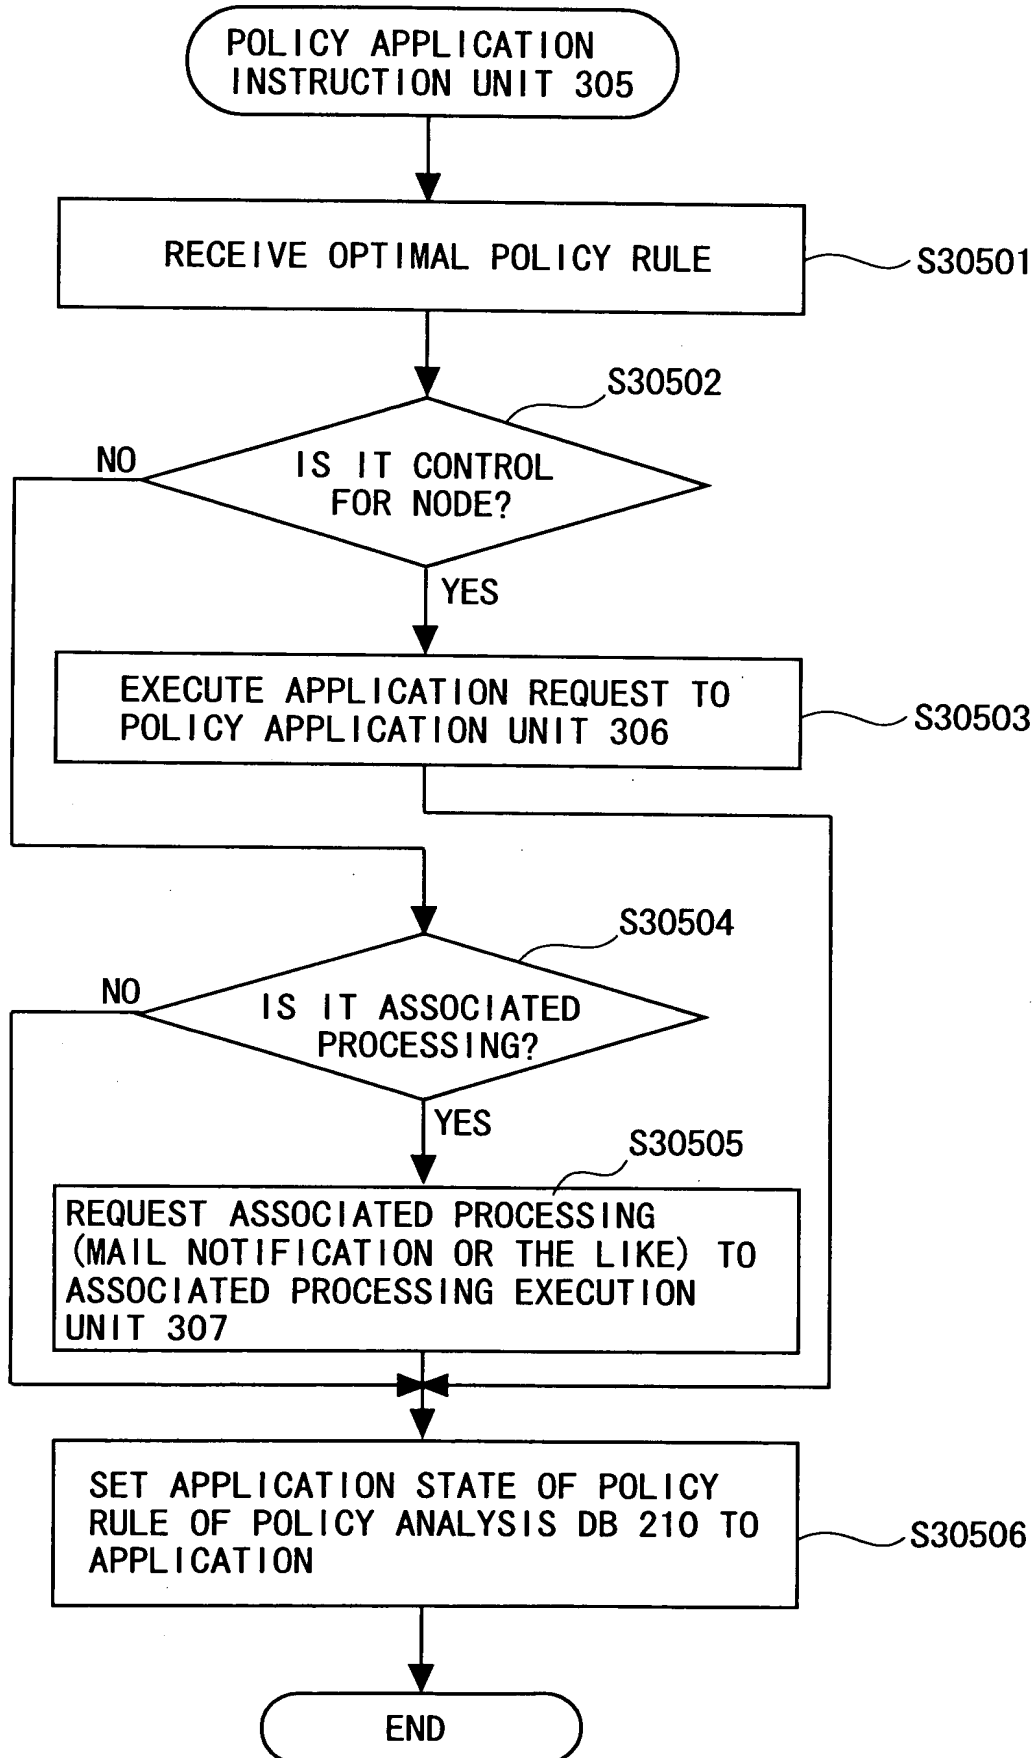 POLICY APPLICATION
INSTRUCTION UNIT 305
RECEIVE OPTIMAL POLICY RULE
S30501
S30502
NO
IS IT CONTROL
FOR NODE?
YES
EXECUTE APPLICATION REQUEST TO
POLICY APPLICATION UNIT 306
S30503
S30504
NO
IS IT ASSOCIATED
PROCESSING?
YES
S30505
REQUEST ASSOCIATED PROCESSING
(MAIL NOTIFICATION OR THE LIKE) TO
ASSOCIATED PROCESSING EXECUTION
UNIT 307
SET APPLICATION STATE OF POLICY
RULE OF POLICY ANALYSIS DB 210 TO
APPLICATION
S30506
END